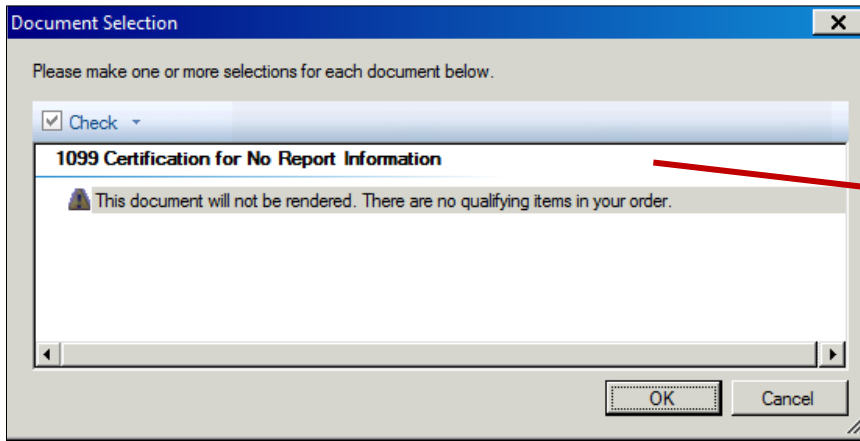 Document Selection
Please make one or more selections for each document below.
Check
1099 Certification for No Report Information
This document will not be rendered. There are no qualifying items in your order.
OK Cancel